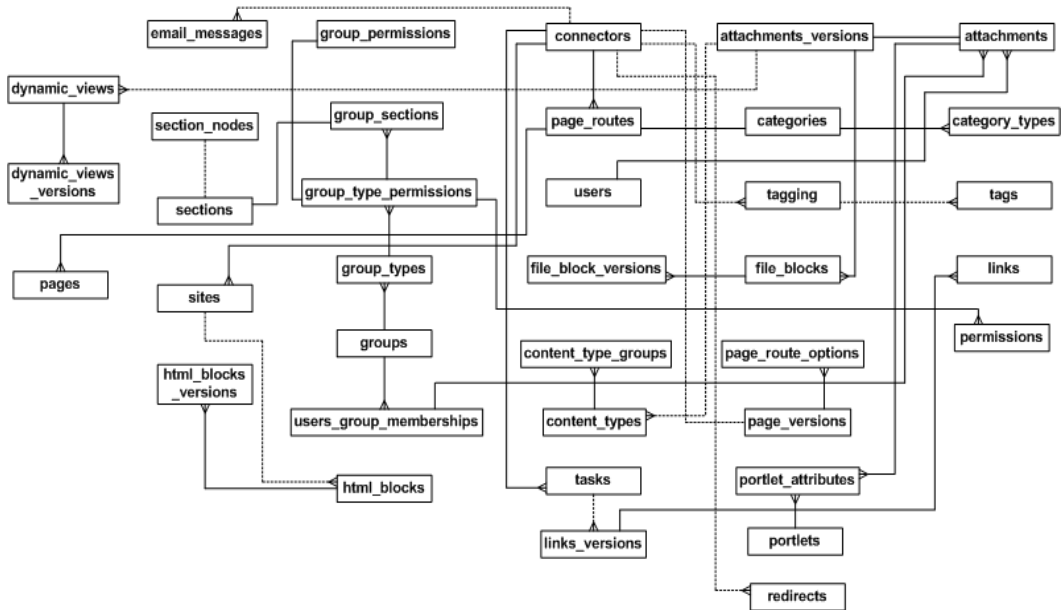 email_messages
group_permissions
connectors
attachments_versions
attachments
dynamic_views
section_nodes
group_sections
page_routes
categories
category_types
dynamic_views
_versions
sections
group_type_permissions
users
tagging
tags
pages
sites
group_types
file_block_versions
file_blocks
links
groups
content_type_groups
page_route_options
permissions
html_blocks
_versions
users_group_memberships
content_types
page_versions
html_blocks
tasks
portlet_attributes
links_versions
portlets
redirects